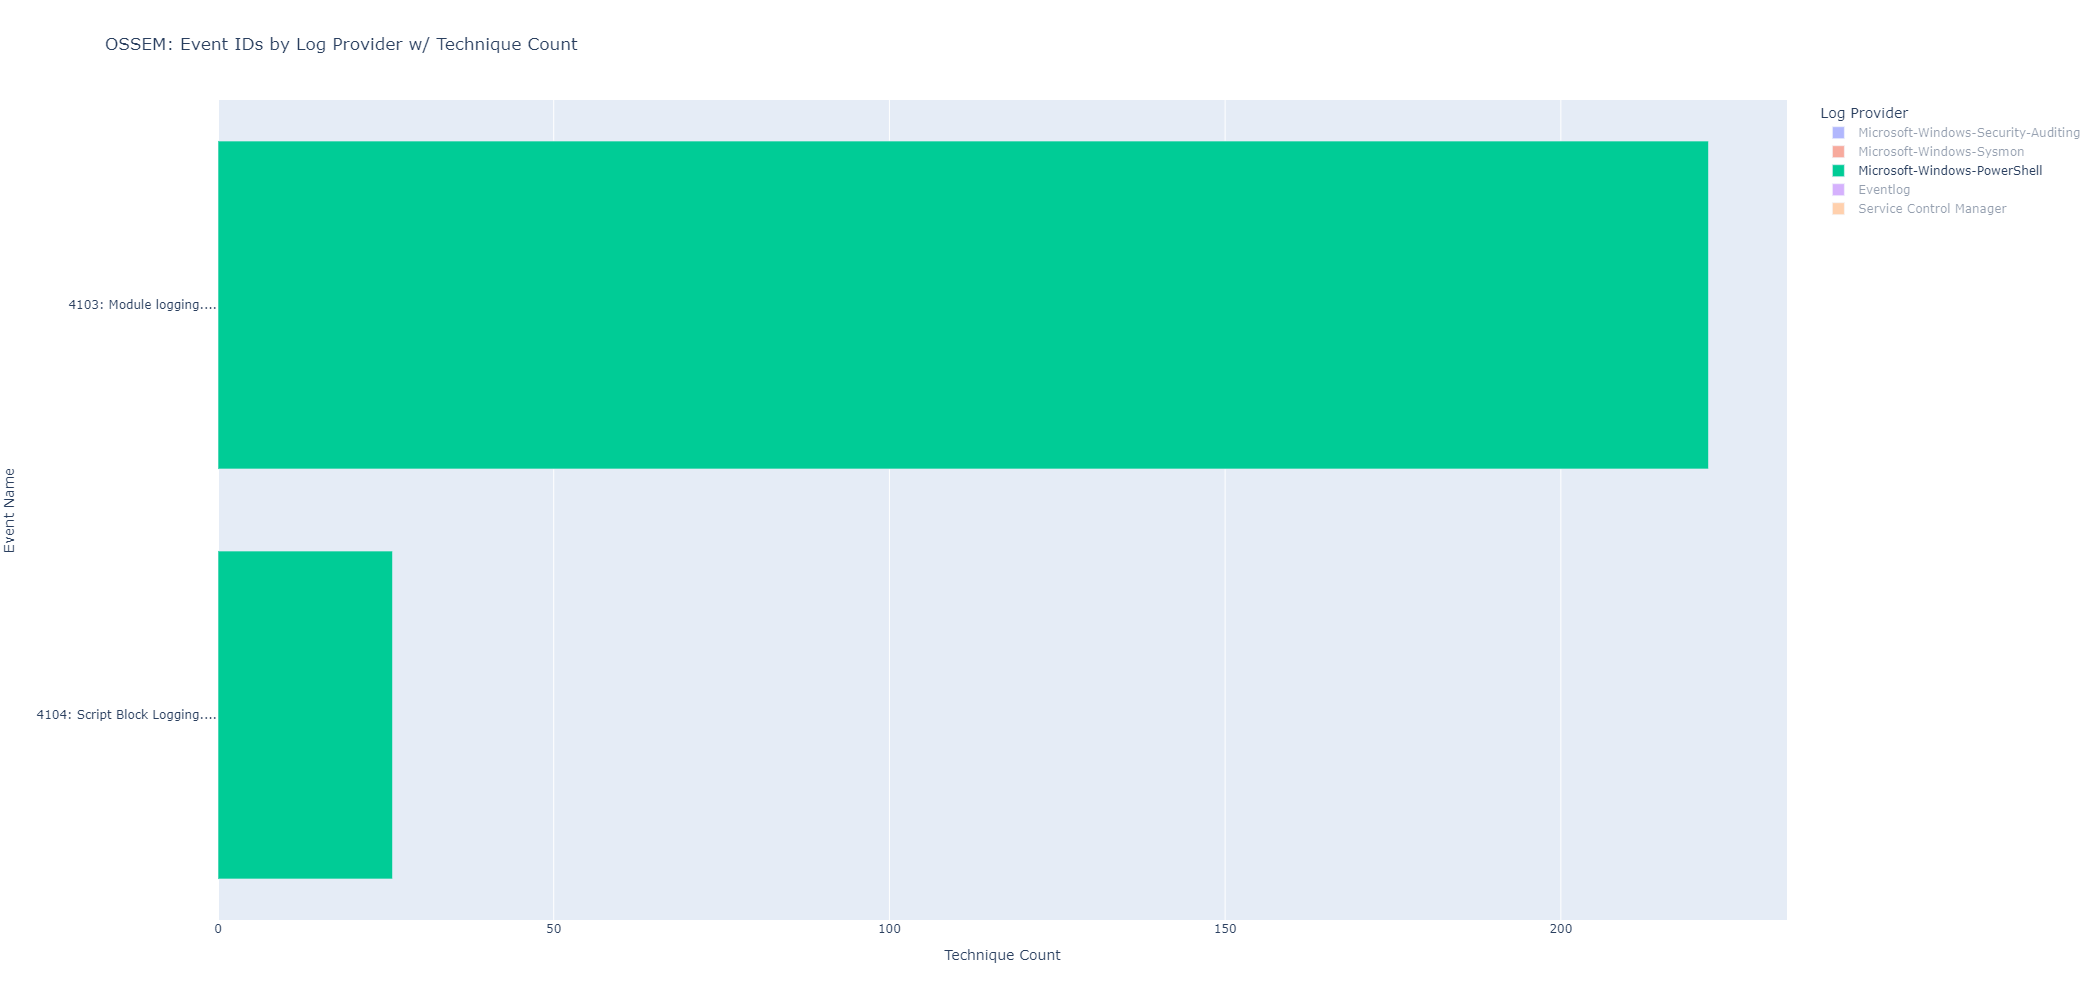 OSSEM: Event IDs by Log Provider w/ Technique Count
Log Provider
Microsoft-Windows-Security-Auditing
Microsoft-Windows-Sysmon
Microsoft-Windows-PowerShell
Eventlog
Service Control Manager
Event Name
4103: Module logging....
4104: Script Block Logging....
0 50 100 150 200
Technique Count